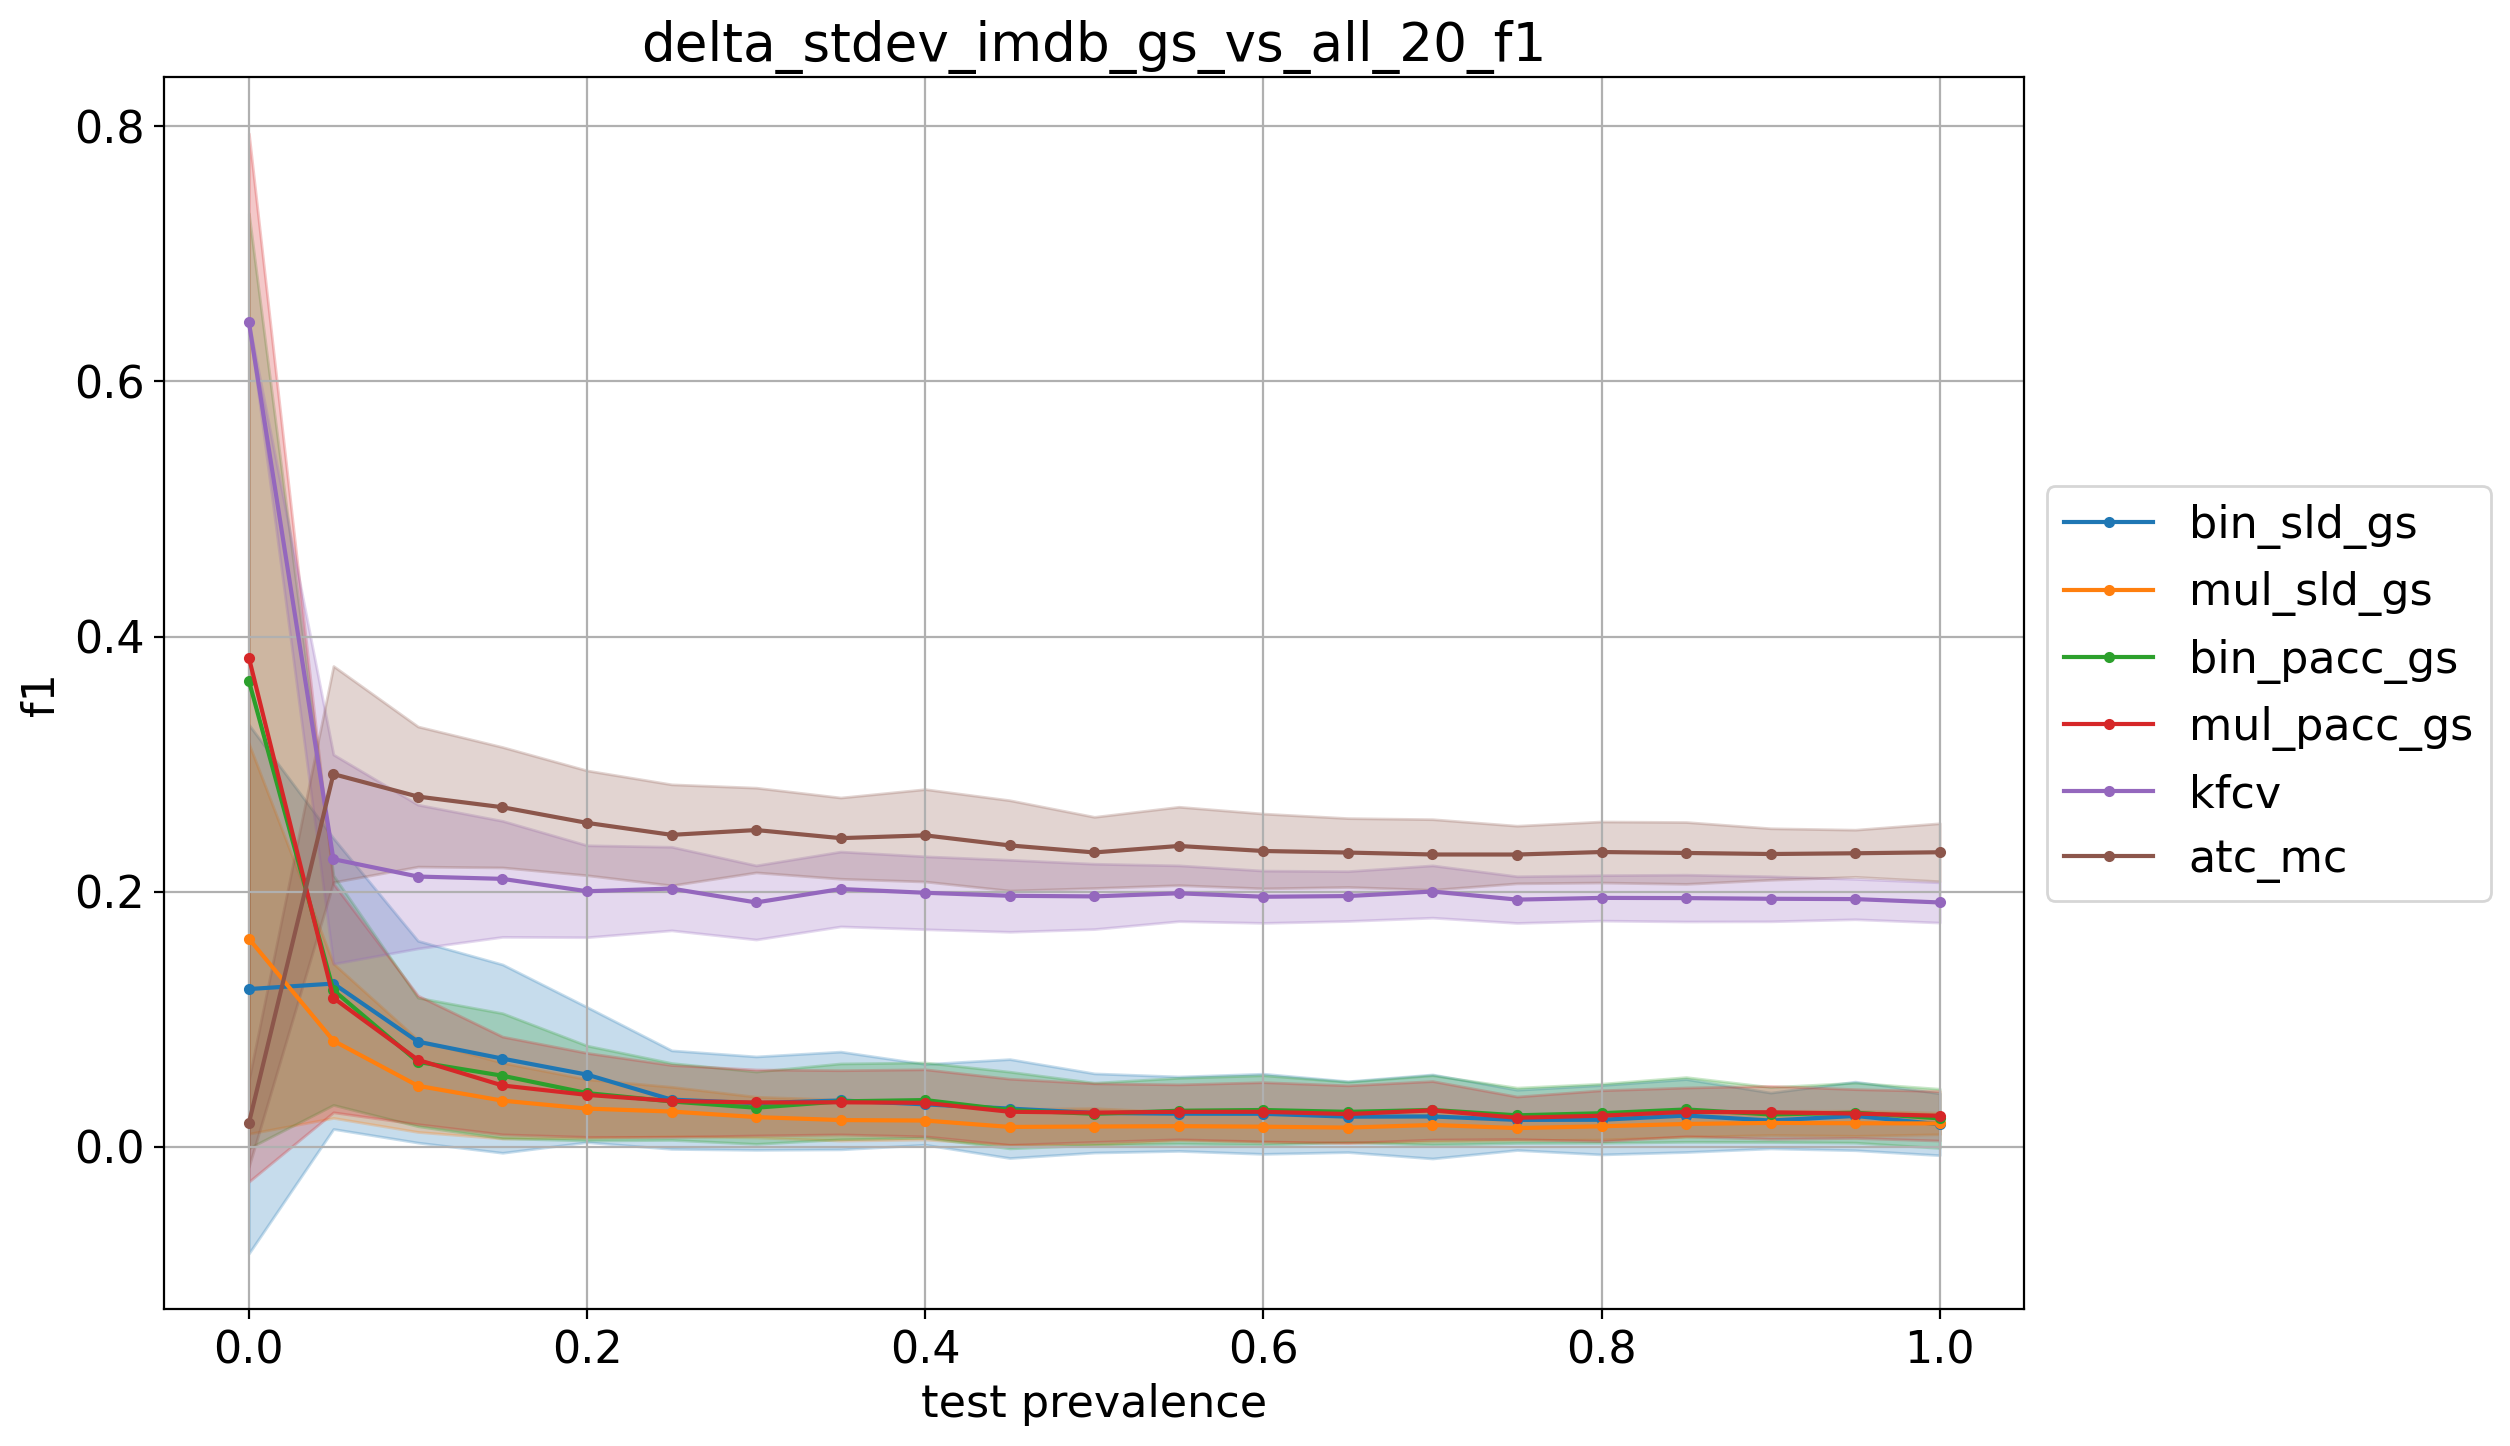 delta_stdev_imdb_gs_vs_all_20_f1
0.8
0.6
0.4
0.2
0.0
f1
0.0 0.2 0.4 0.6 0.8 1.0
test prevalence
bin_sld_gs
mul_sld_gs
bin_pacc_gs
mul_pacc_gs
kfcv
atc_mc